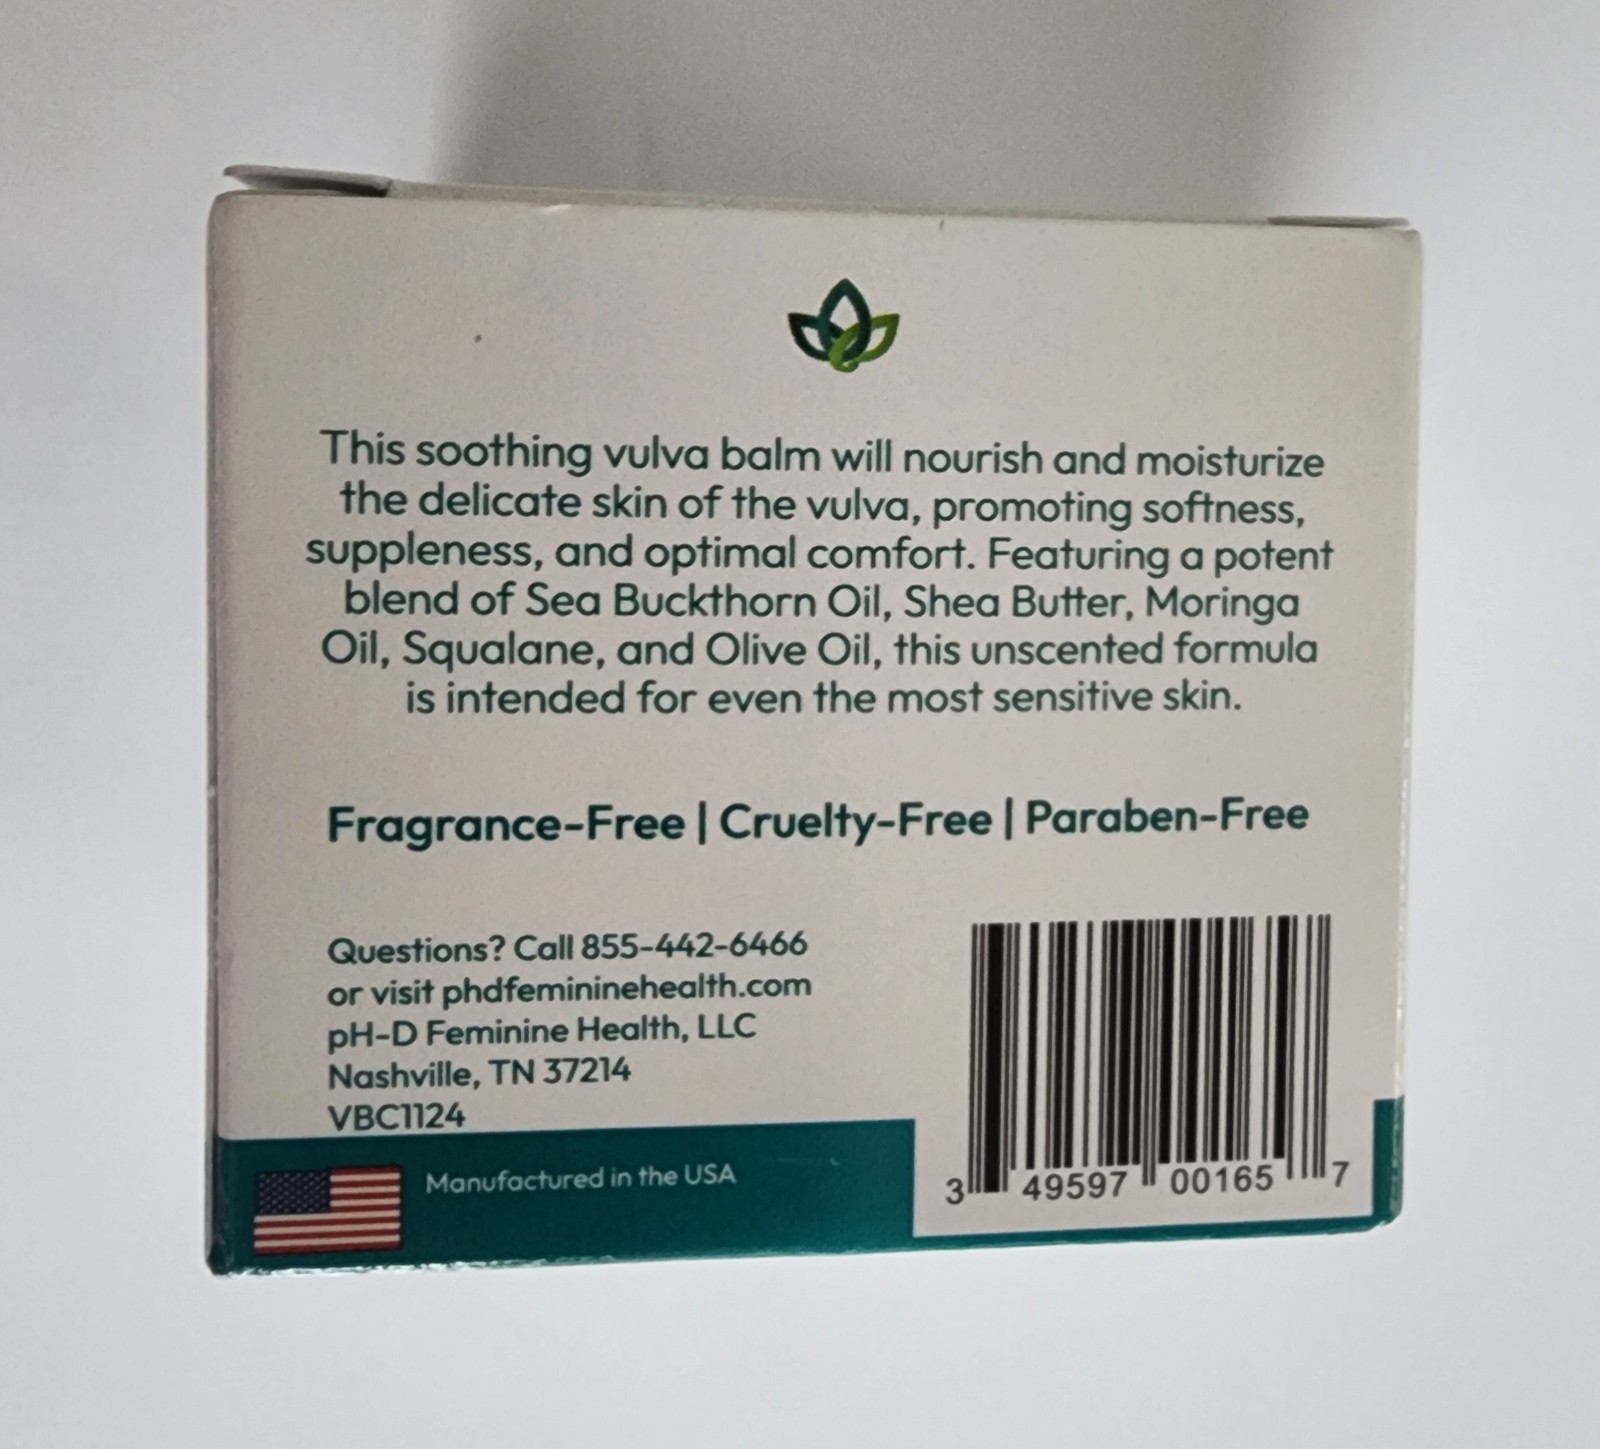 This soothing vulva balm will nourish and moisturize
the delicate skin of the vulva, promoting softness,
suppleness, and optimal comfort. Featuring a potent
blend of Sea Buckthorn Oil, Shea Butter, Moringa
Oil, Squalane, and Olive Oil, this unscented formula
is intended for even the most sensitive skin.
Fragrance-Free | Cruelty-Free | Paraben-Free
Questions? Call 855-442-6466
or visit phdfemininehealth.com
pH-D Feminine Health, LLC
Nashville, TN 37214
VBC1124
Manufactured in the USA
3 49597 00165 7